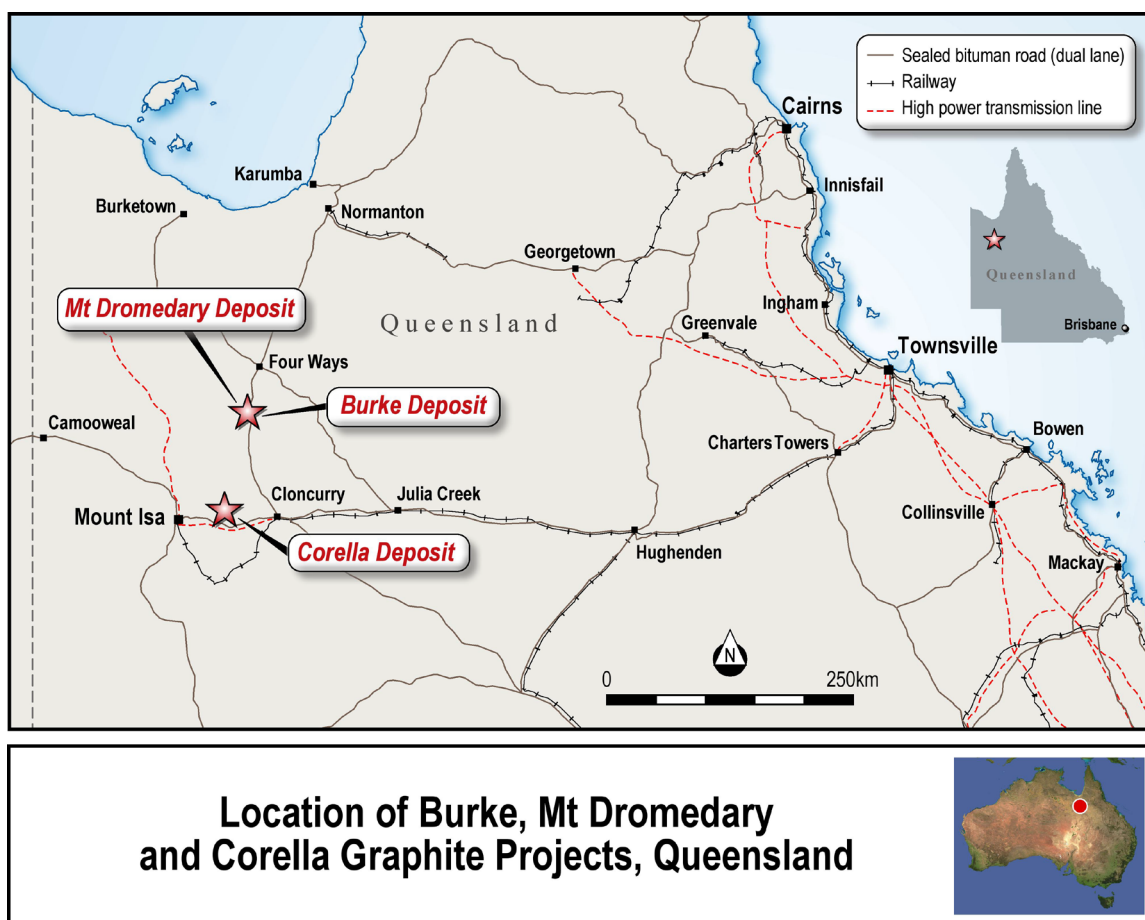 Sealed bituman road (dual lane)
Railway
High power transmission line
Cairns
Karumba
Innisfail
Burketown
Normanton
Georgetown
Mt Dromedary Deposit
Ingham
Queensland
Greenvale
Queensland
Brisbane
Townsville
Four Ways
Burke Deposit
Camooweal
Charters Towers
Bowen
Cloncurry
Julia Creek
Mount Isa
Collinsville
Corella Deposit
Hughenden
Mackay
N
0
250km
Location of Burke, Mt Dromedary
and Corella Graphite Projects, Queensland